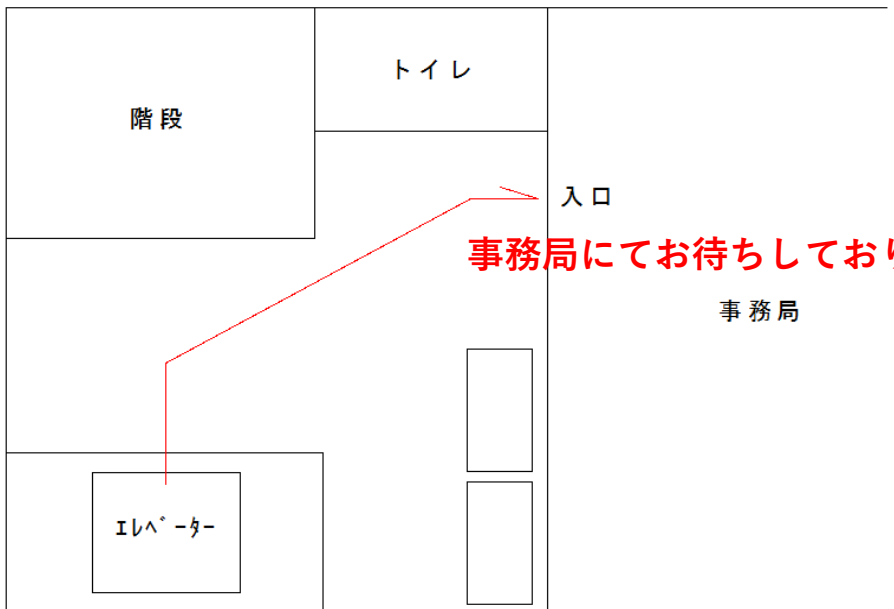 トイレ
階段
入口
事務局にてお待ちしており
事務局
ｴﾚﾍﾞｰﾀｰ